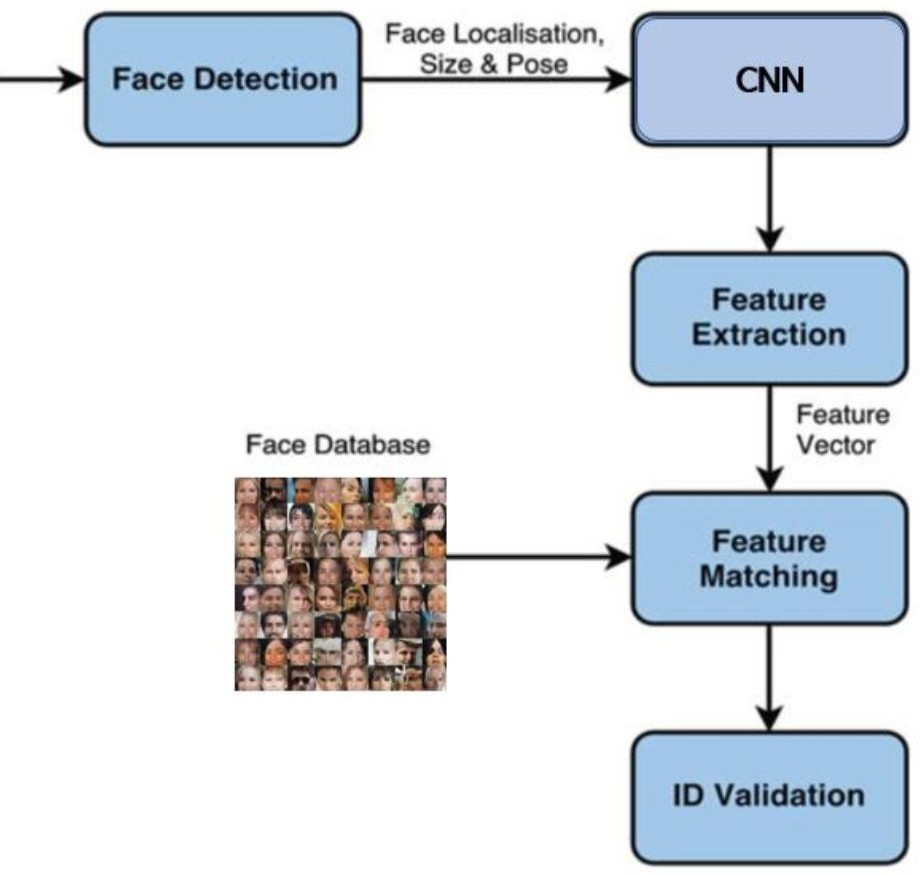 Face Detection
Face Localisation,
Size & Pose
CNN
Feature
Extraction
Feature
Vector
Face Database
Feature
Matching
ID Validation